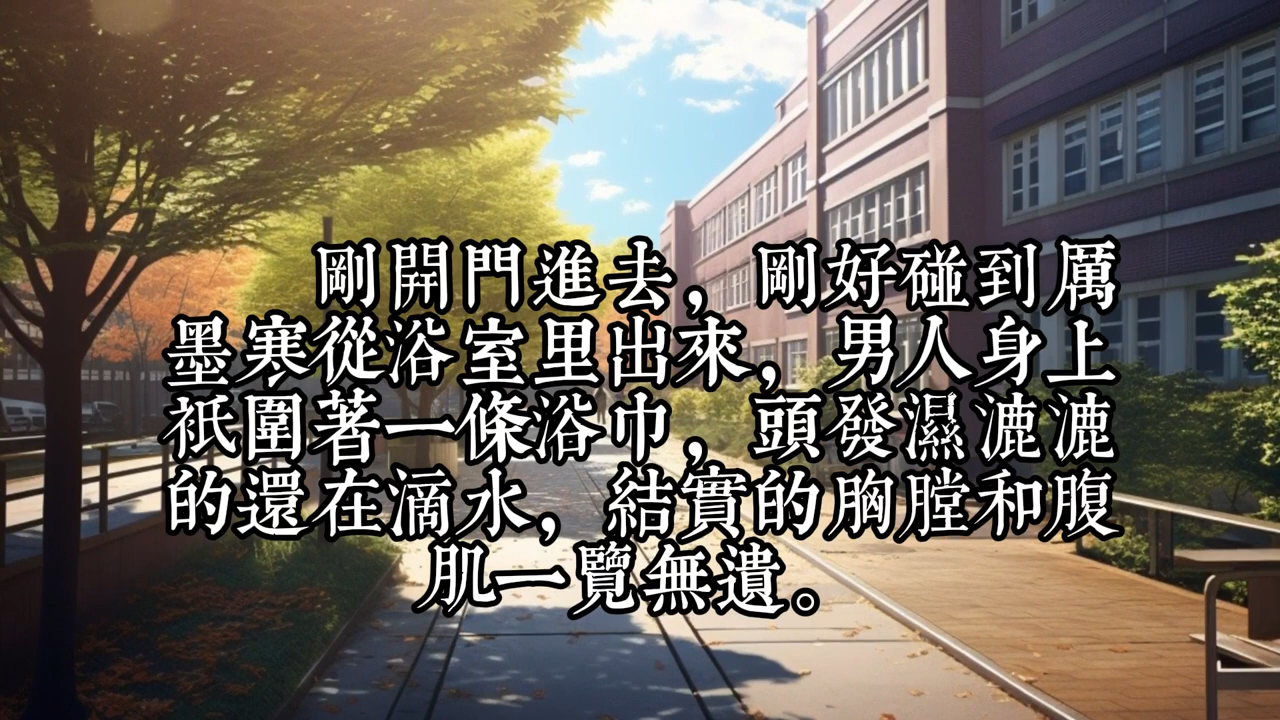 剛開門進去，剛好碰到厲
墨寒從浴室里出來，男人身上
祇圍著一條浴巾，頭發濕漉漉
的還在滴水，結實的胸膛和腹
肌一覽無遺。